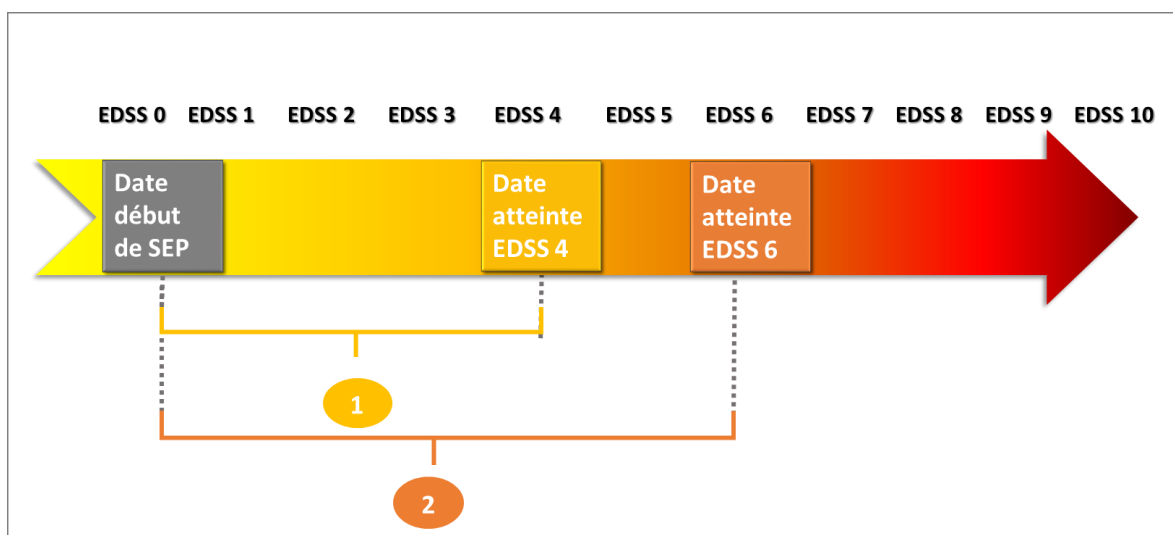 EDSS 0 EDSS 1 EDSS 2 EDSS 3 EDSS 4 EDSS 5 EDSS 6 EDSS 7 EDSS 8 EDSS 9 EDSS 10
Date
début
de SEP
Date
atteinte
EDSS 4
Date
atteinte
EDSS 6
1
2